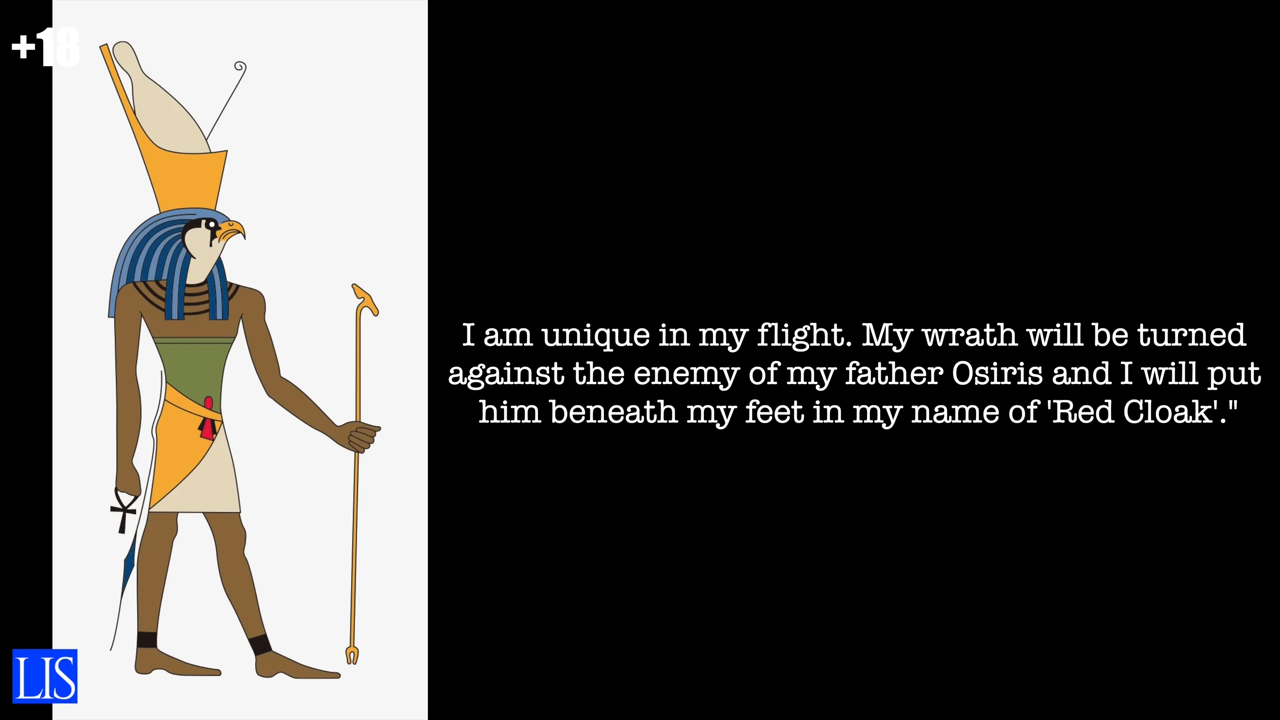 +18
I am unique in my flight. My wrath will be turned
against the enemy of my father Osiris and I will put
him beneath my feet in my name of 'Red Cloak'."
LIS